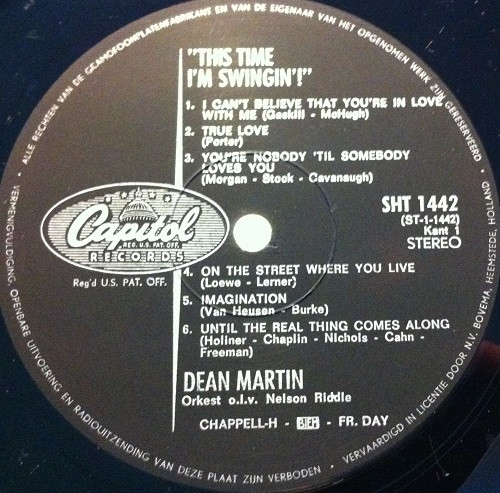 ALLE RECHTEN VAN DE GRAMOFOONPLATENFABRIKANT EN VAN DE EIGENAAR VAN HET OPGENOMEN WERK ZIJN GERESERVEERD
"THIS TIME
I'M SWINGIN'!"
1. I CAN'T BELIEVE THAT YOU'RE IN LOVE
WITH ME (Gaskill - McHugh)
2. TRUE LOVE
(Porter)
3. YOU'RE NOBODY 'TIL SOMEBODY
LOVES YOU
(Morgan - Stock - Cavanaugh)
SHT 1442
(ST-1-1442)
Kant 1
STEREO
Capitol
REG. U.S. PAT. OFF.
RECORDS
Reg'd U.S. PAT. OFF.
4. ON THE STREET WHERE YOU LIVE
(Loewe - Lerner)
5. IMAGINATION
(Van Heusen - Burke)
6. UNTIL THE REAL THING COMES ALONG
(Holiner - Chaplin - Nichols - Cahn -
Freeman)
DEAN MARTIN
Orkest o.l.v. Nelson Riddle
CHAPPELL-H - BIEM - FR. DAY
VERMENIGVULDIGING, OPENBARE UITVOERING EN RADIOUITZENDING VAN DEZE PLAAT ZIJN VERBODEN • VERVAARDIGD IN LICENTIE DOOR N.V. BOVEMA, HEEMSTEDE, HOLLAND